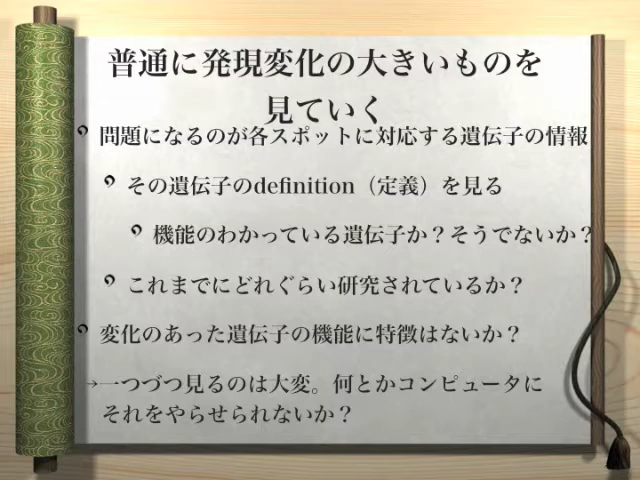 普通に発現変化の大きいものを
見ていく
問題になるのが各スポットに対応する遺伝子の情報
その遺伝子のdefinition（定義）を見る
機能のわかっている遺伝子か？そうでないか？
これまでにどれぐらい研究されているか？
変化のあった遺伝子の機能に特徴はないか？
→一つづつ見るのは大変。何とかコンピュータに
それをやらせられないか？